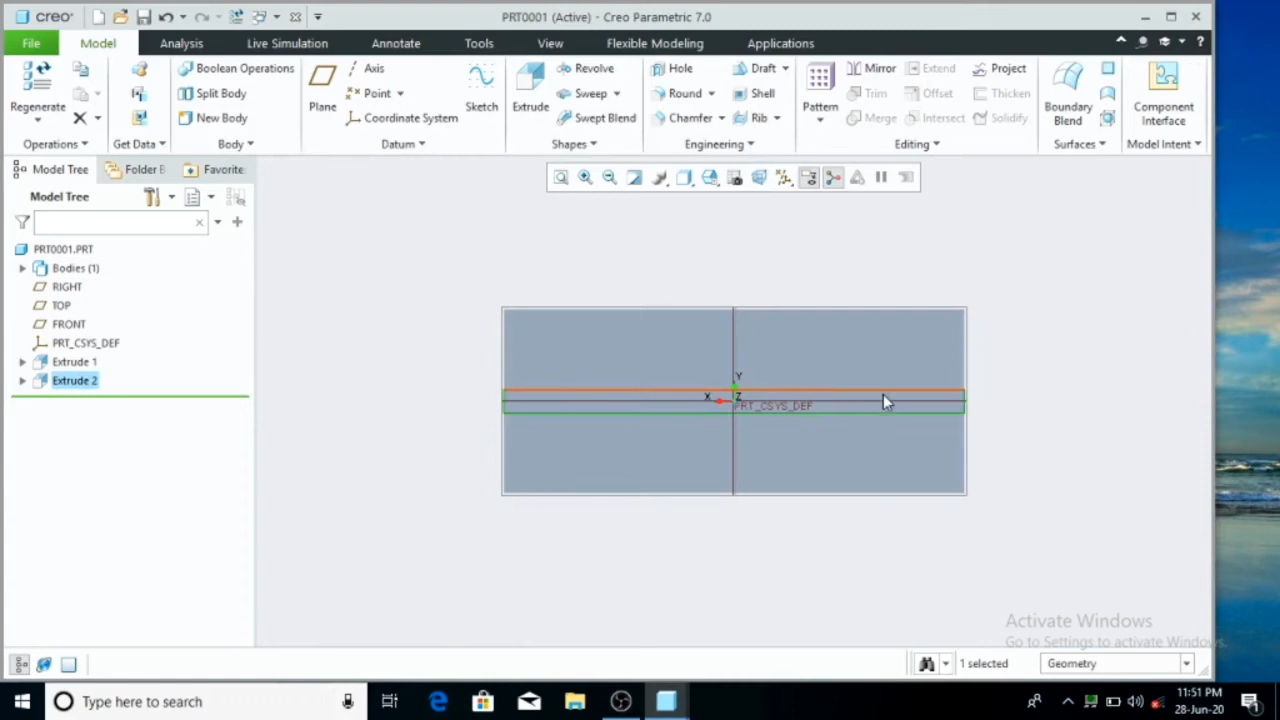 creo
PRT0001 (Active) - Creo Parametric 7.0
File Model Analysis Live Simulation Annotate Tools View Flexible Modeling Applications
Regenerate
Operations
Get Data
Boolean Operations
Split Body
New Body
Body
Plane
Axis
Point
Coordinate System
Sketch
Datum
Extrude
Revolve
Sweep
Swept Blend
Shapes
Hole
Round
Chamfer
Draft
Shell
Rib
Engineering
Pattern
Mirror
Trim
Merge
Extend
Offset
Intersect
Project
Thicken
Solidify
Editing
Boundary
Blend
Surfaces
Component
Interface
Model Intent
Model Tree Folder B Favorite
Model Tree
PRT0001.PRT
Bodies (1)
RIGHT
TOP
FRONT
PRT_CSYS_DEF
Extrude 1
Extrude 2
Y
X Z
PRT_CSYS_DEF
Activate Windows
Go to Settings to activate Windows.
1 selected
Geometry
Type here to search
11:51 PM
28-Jun-20
1